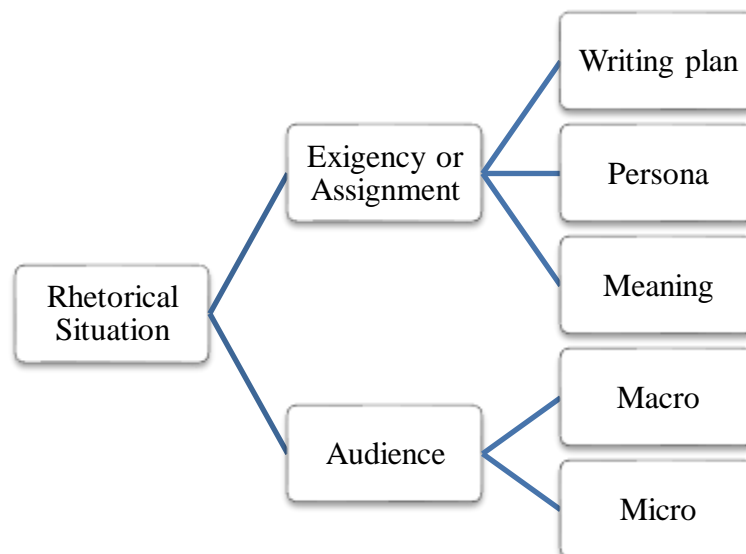 Writing plan
Exigency or
Assignment
Persona
Meaning
Rhetorical
Situation
Macro
Audience
Micro